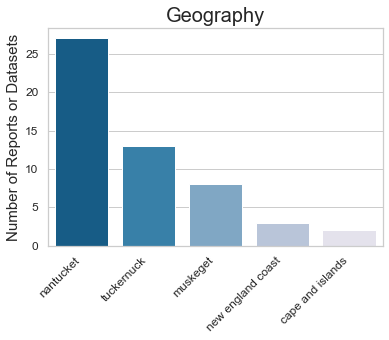 Geography
Number of Reports or Datasets
25
20
15
10
5
0
nantucket
tuckernuck
muskeget
new england coast
cape and islands